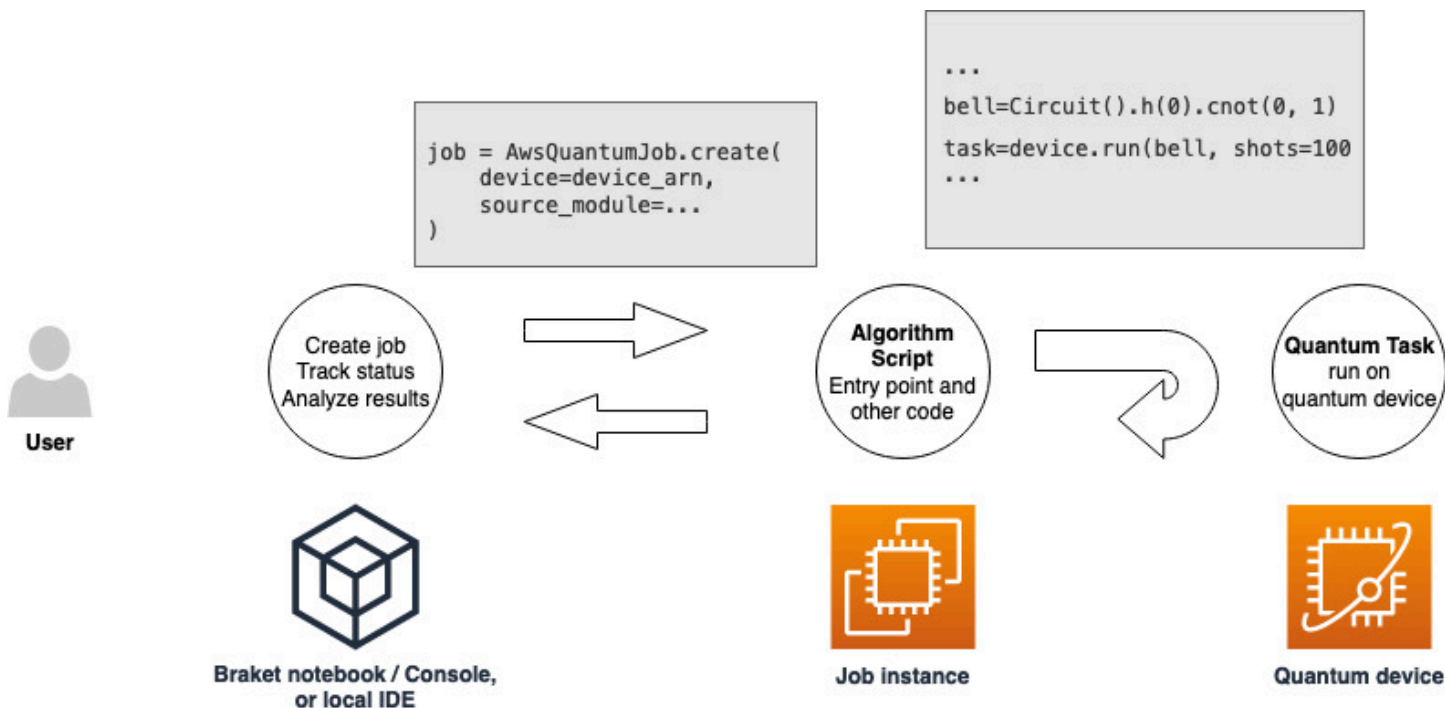 ...
bell=Circuit().h(0).cnot(0, 1)
task=device.run(bell, shots=100
...
job = AwsQuantumJob.create(
    device=device_arn,
    source_module=...
)
User
Create job
Track status
Analyze results
Algorithm
Script
Entry point and
other code
Quantum Task
run on
quantum device
Braket notebook / Console,
or local IDE
Job instance
Quantum device